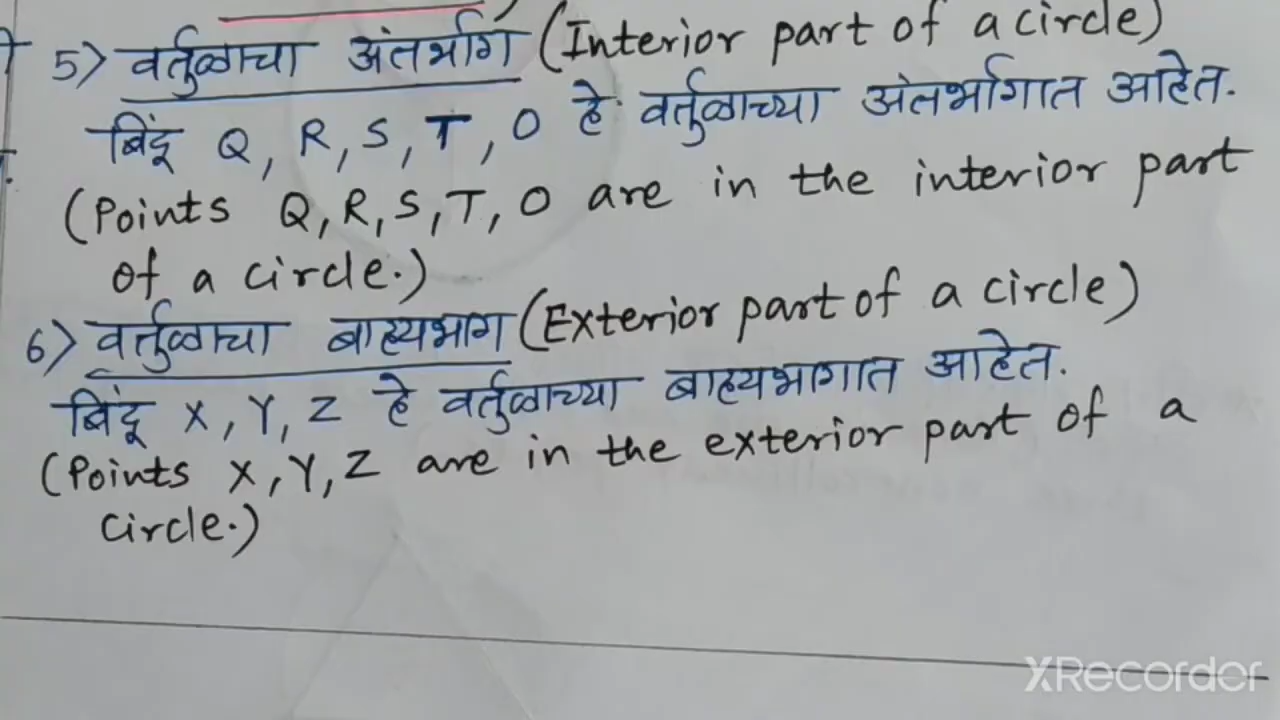 5) वर्तुळाचा अंतर्भाग (Interior part of a circle)
बिंदू Q, R, S, T, O हे वर्तुळाच्या अंतर्भागात आहेत.
(Points Q, R, S, T, O are in the interior part
of a circle.)
6) वर्तुळाचा बाह्यभाग (Exterior part of a circle)
बिंदू X, Y, Z हे वर्तुळाच्या बाह्यभागात आहेत.
(Points X, Y, Z are in the exterior part of a
circle.)
XRecorder